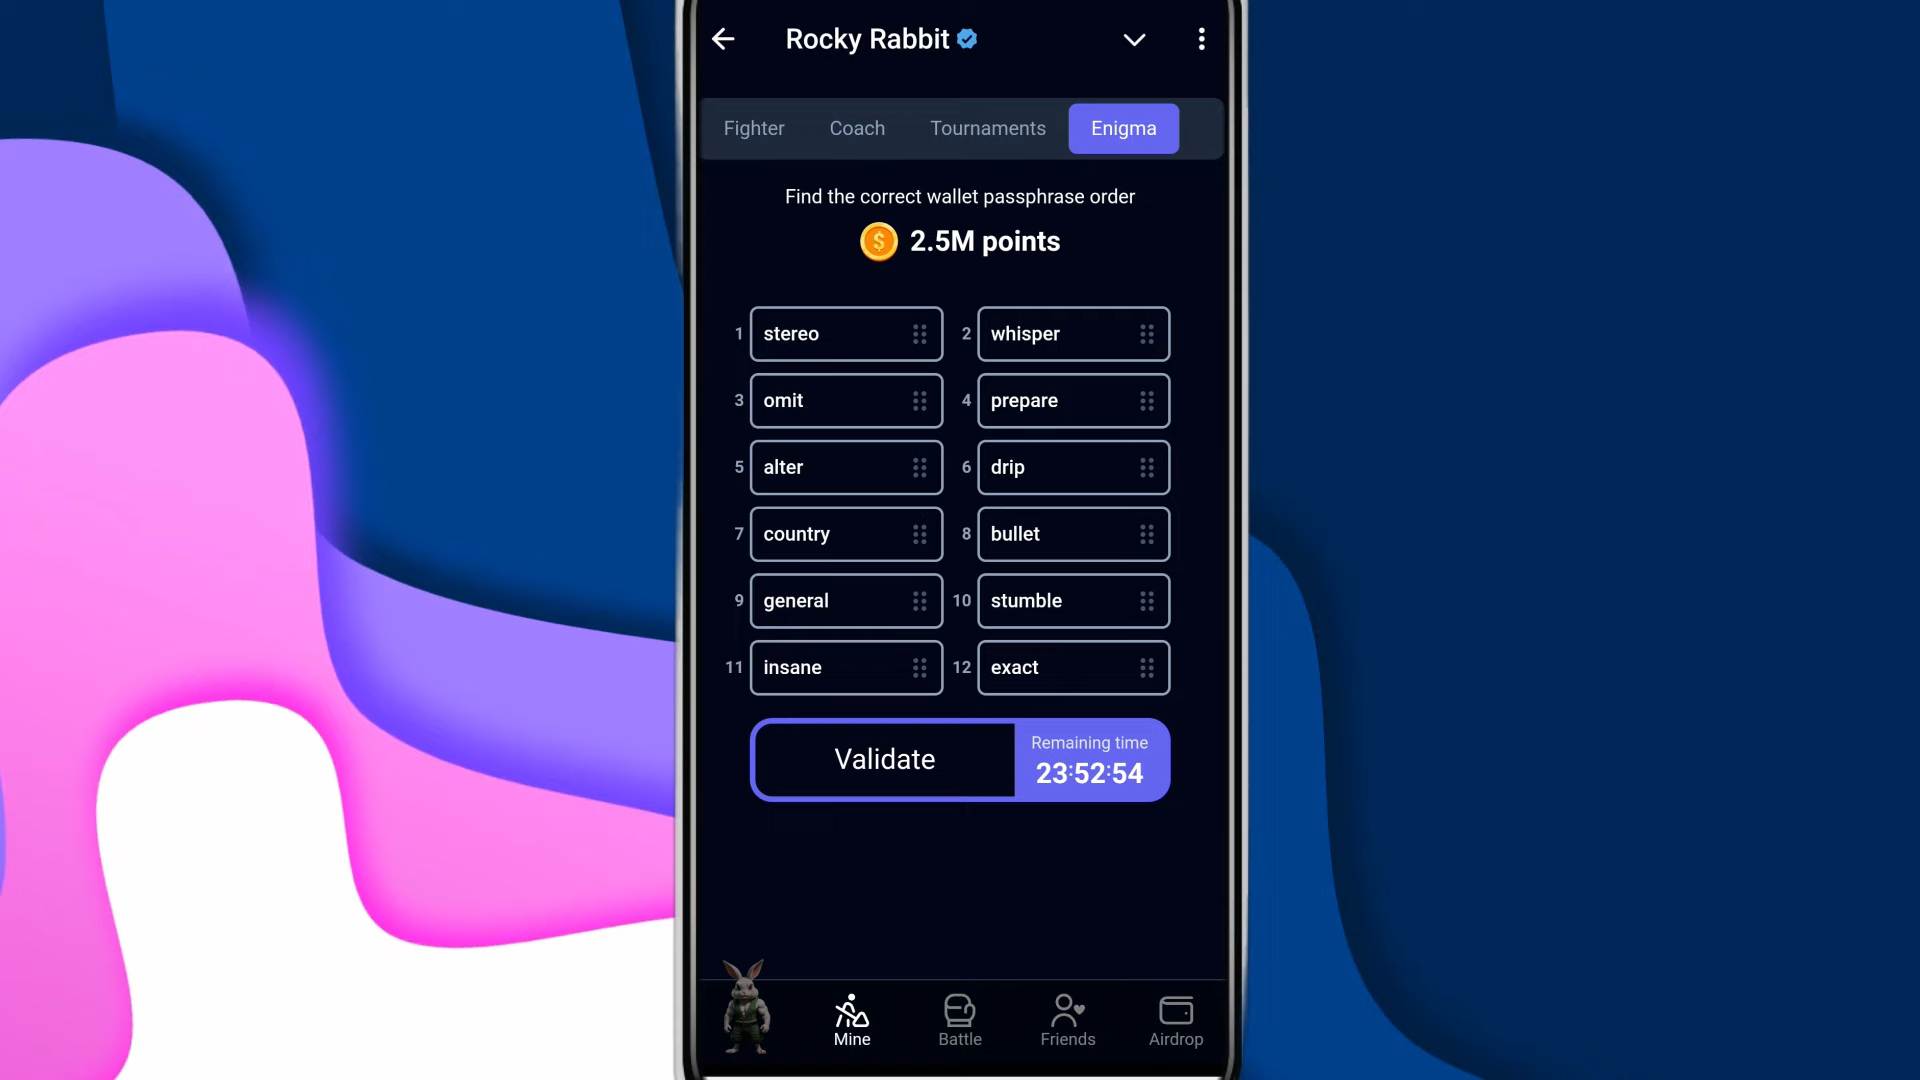 Rocky Rabbit
Fighter Coach Tournaments Enigma
Find the correct wallet passphrase order
2.5M points
1 stereo 2 whisper
3 omit 4 prepare
5 alter 6 drip
7 country 8 bullet
9 general 10 stumble
11 insane 12 exact
Validate
Remaining time
23:52:54
Mine Battle Friends Airdrop